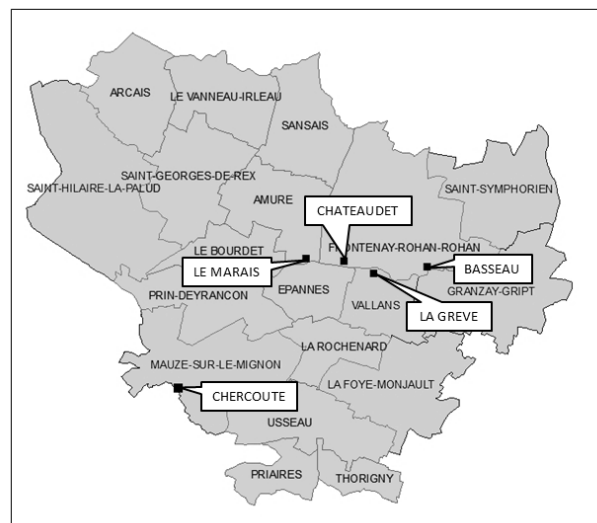 ARCAIS
LE VANNEAU-IRLEAU
SANSAIS
SAINT-GEORGES-DE-REX
SAINT-HILAIRE-LA-PALUD
SAINT-SYMPHORIEN
AMURE
CHATEAUDET
LE BOURDET
FRONTENAY-ROHAN-ROHAN
LE MARAIS
BASSEAU
PRIN-DEYRANCON
EPANNES
GRANZAY-GRIPT
VALLANS
LA GREVE
LA ROCHENARD
MAUZE-SUR-LE-MIGNON
LA FOYE-MONJAULT
CHERCOUTE
USSEAU
PRIAIRES
THORIGNY